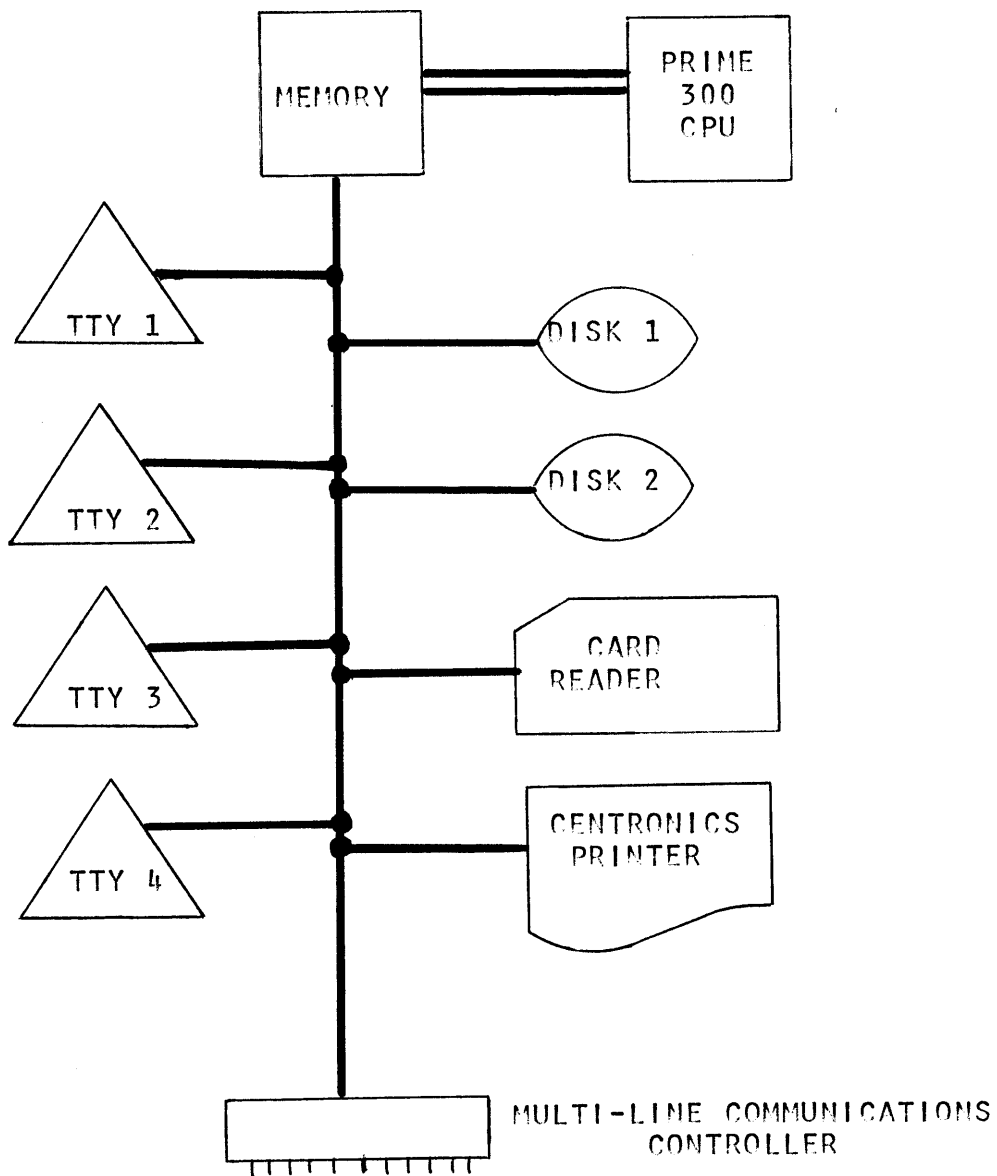 MEMORY
PRIME
300
CPU
TTY 1
DISK 1
TTY 2
DISK 2
TTY 3
CARD
READER
TTY 4
CENTRONICS
PRINTER
MULTI-LINE COMMUNICATIONS
CONTROLLER